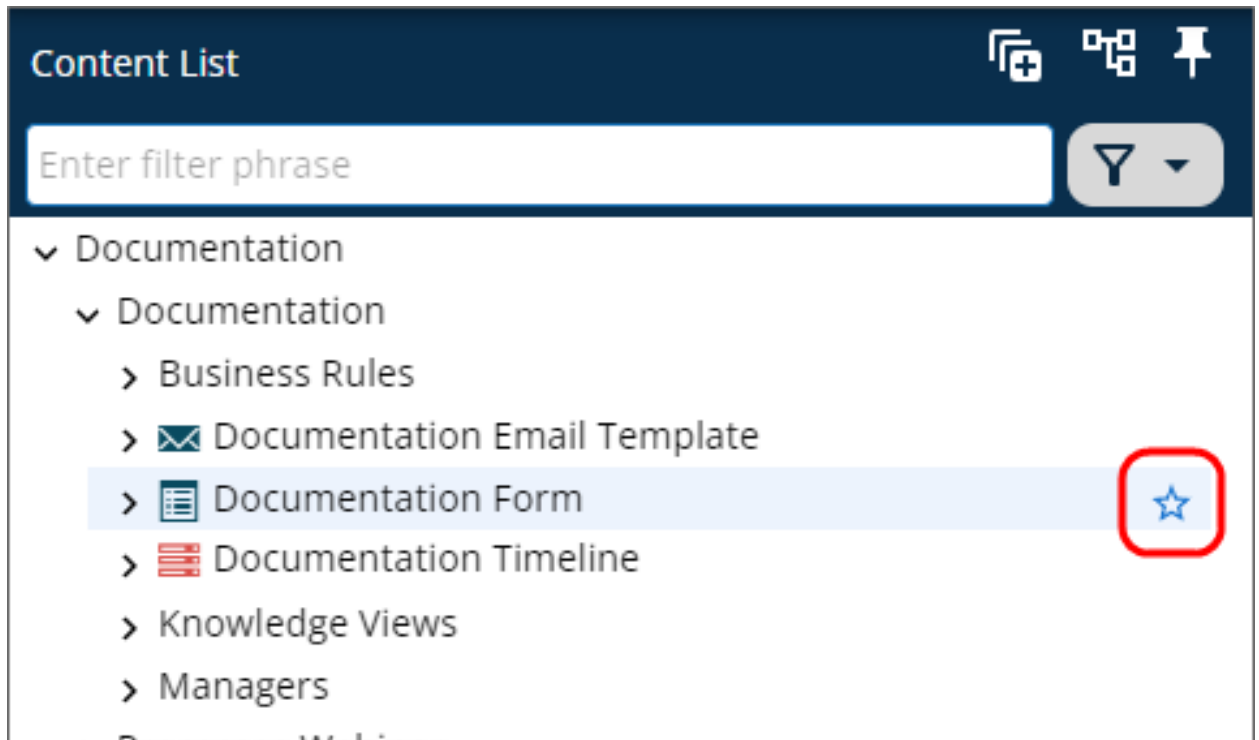 Content List
Enter filter phrase
Documentation
Documentation
Business Rules
Documentation Email Template
Documentation Form
Documentation Timeline
Knowledge Views
Managers